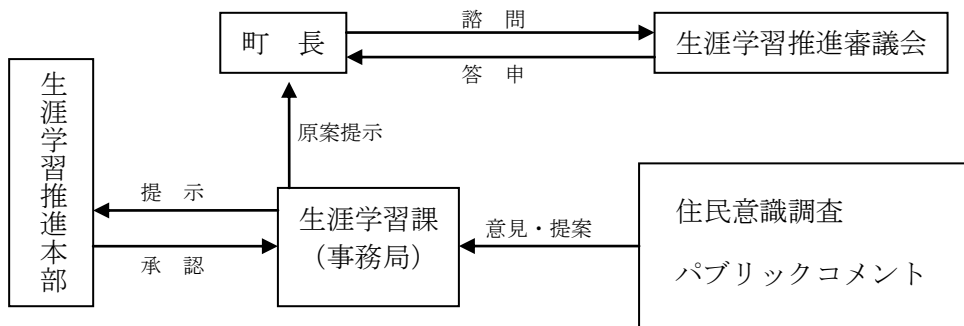 町　長
諮　問
答　申
生涯学習推進審議会
生涯学習推進本部
原案提示
提　示
承　認
生涯学習課
（事務局）
意見・提案
住民意識調査
パブリックコメント